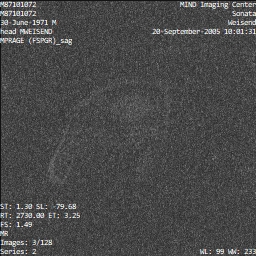 M87101072
M87101072
30-June-1971 M
head MWEISEND
MPRAGE (FSPGR)_sag
MIND Imaging Center
Sonata
Weisend
20-September-2005 10:01:31
ST: 1.30 SL: -79.68
RT: 2730.00 ET: 3.25
FS: 1.49
MR
Images: 3/128
Series: 2
WL: 99 WW: 233